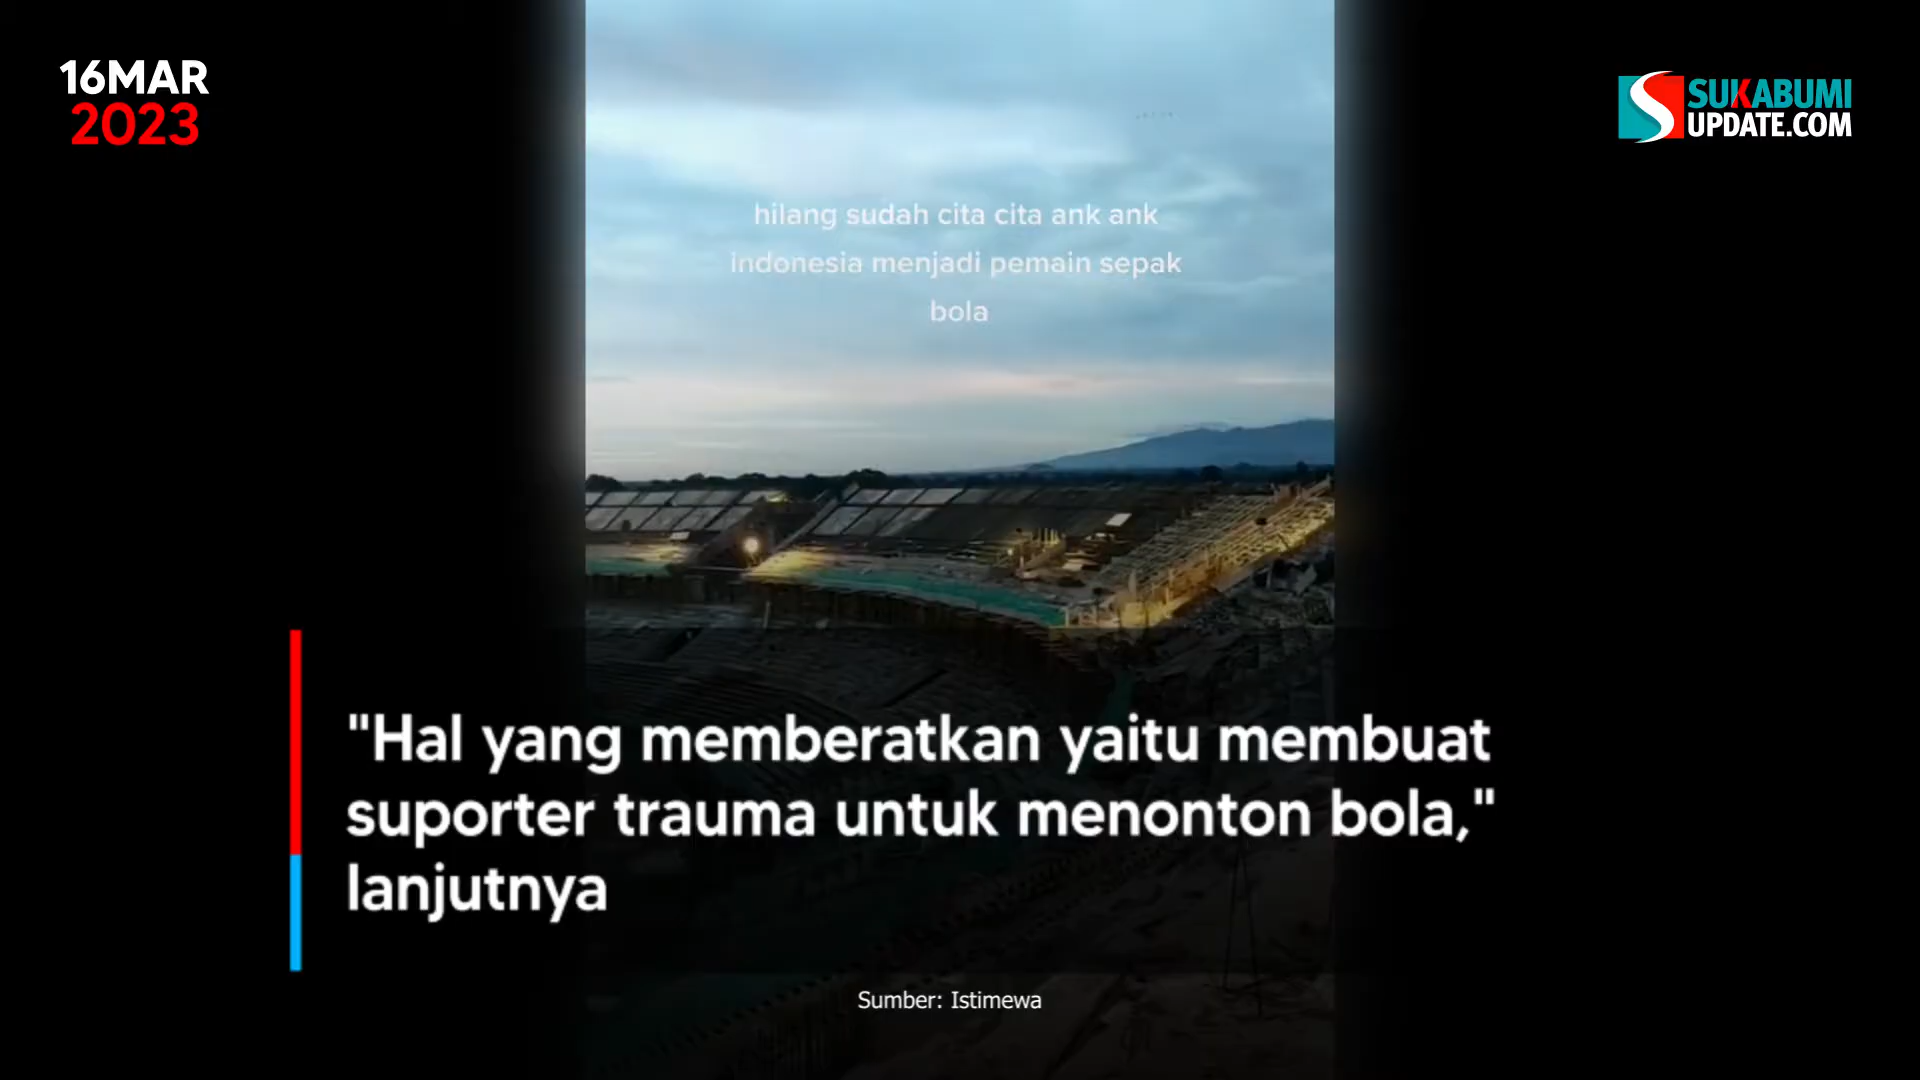 16MAR
2023
SUKABUMI
UPDATE.COM
hilang sudah cita cita ank ank
indonesia menjadi pemain sepak
bola
"Hal yang memberatkan yaitu membuat
suporter trauma untuk menonton bola,"
lanjutnya
Sumber: Istimewa